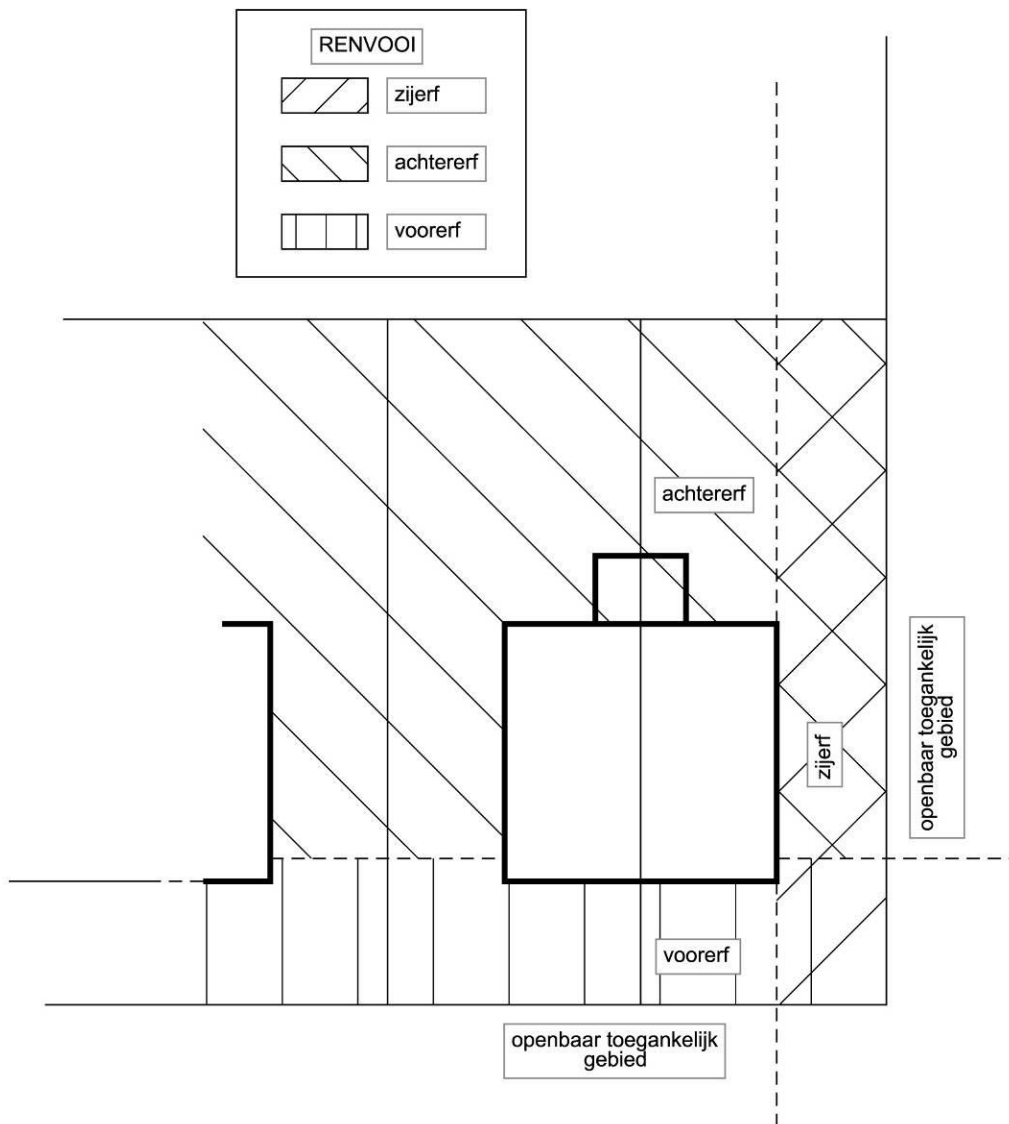 RENVOOI
zijerf
achtererf
voorerf
achtererf
zijerf
openbaar toegankelijk
gebied
voorerf
openbaar toegankelijk
gebied